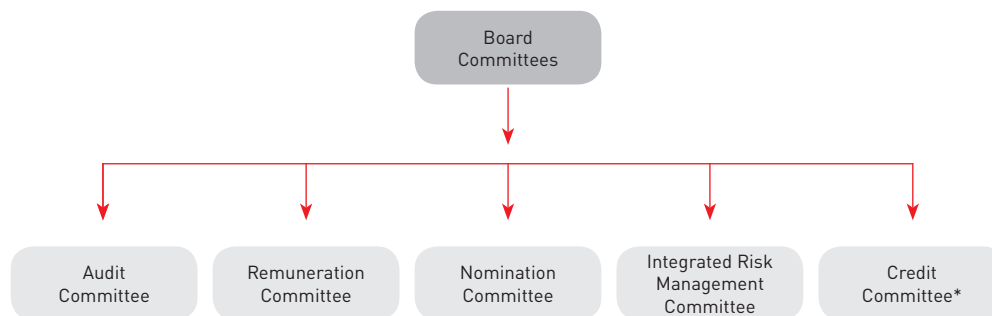 Board
Committees
Audit
Committee
Remuneration
Committee
Nomination
Committee
Integrated Risk
Management
Committee
Credit
Committee*